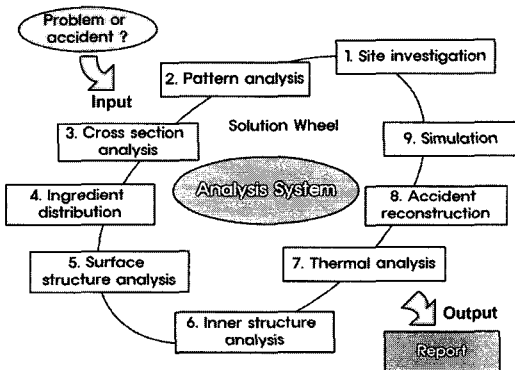 Problem or
accident ?
Input
1. Site investigation
2. Pattern analysis
3. Cross section
analysis
Solution Wheel
9. Simulation
4. Ingredient
distribution
Analysis System
8. Accident
reconstruction
5. Surface
structure analysis
7. Thermal analysis
6. Inner structure
analysis
Output
Report